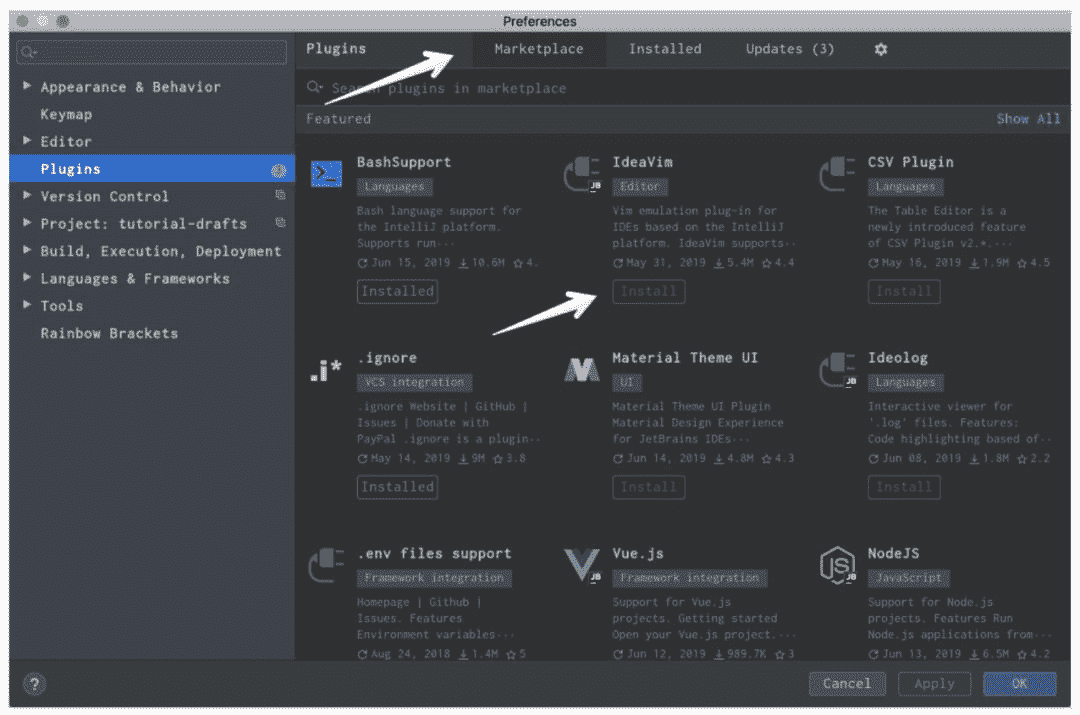 Preferences
Plugins Marketplace Installed Updates (3)
Search plugins in marketplace
Featured Show All
Appearance & Behavior
Keymap
Editor
Plugins
Version Control
Project: tutorial-drafts
Build, Execution, Deployment
Languages & Frameworks
Tools
Rainbow Brackets
BashSupport
Languages
Bash language support for
the IntelliJ platform.
Supports run...
Jun 15, 2019 10.6M 4.
Installed
IdeaVim
Editor
Vim emulation plug-in for
IDEs based on the IntelliJ
platform. IdeaVim supports..
May 31, 2019 5.4M 4.4
Install
CSV Plugin
Languages
The Table Editor is a
newly introduced feature
of CSV Plugin v2.*....
May 16, 2019 1.9M 4.5
Install
.i*
.ignore
VCS integration
.ignore Website | GitHub |
Issues | Donate with
PayPal .ignore is a plugin..
May 14, 2019 9M 3.8
Installed
Material Theme UI
UI
Material Theme UI Plugin
Material Design Experience
for JetBrains IDEs...
Jun 14, 2019 4.8M 4.3
Install
Ideolog
Languages
Interactive viewer for
'.log' files. Features:
Code highlighting based of..
Jun 08, 2019 1.8M 2.2
Install
.env files support
Framework integration
Homepage | Github |
Issues. Features
Environment variables...
Aug 24, 2018 1.4M 5
Vue.js
Framework integration
Support for Vue.js
projects. Getting started
Open your Vue.js project....
Jun 12, 2019 989.7K 3
NodeJS
JavaScript
Support for Node.js
projects. Features Run
Node.js applications from...
Jun 13, 2019 6.5M 4.2
? Cancel Apply OK